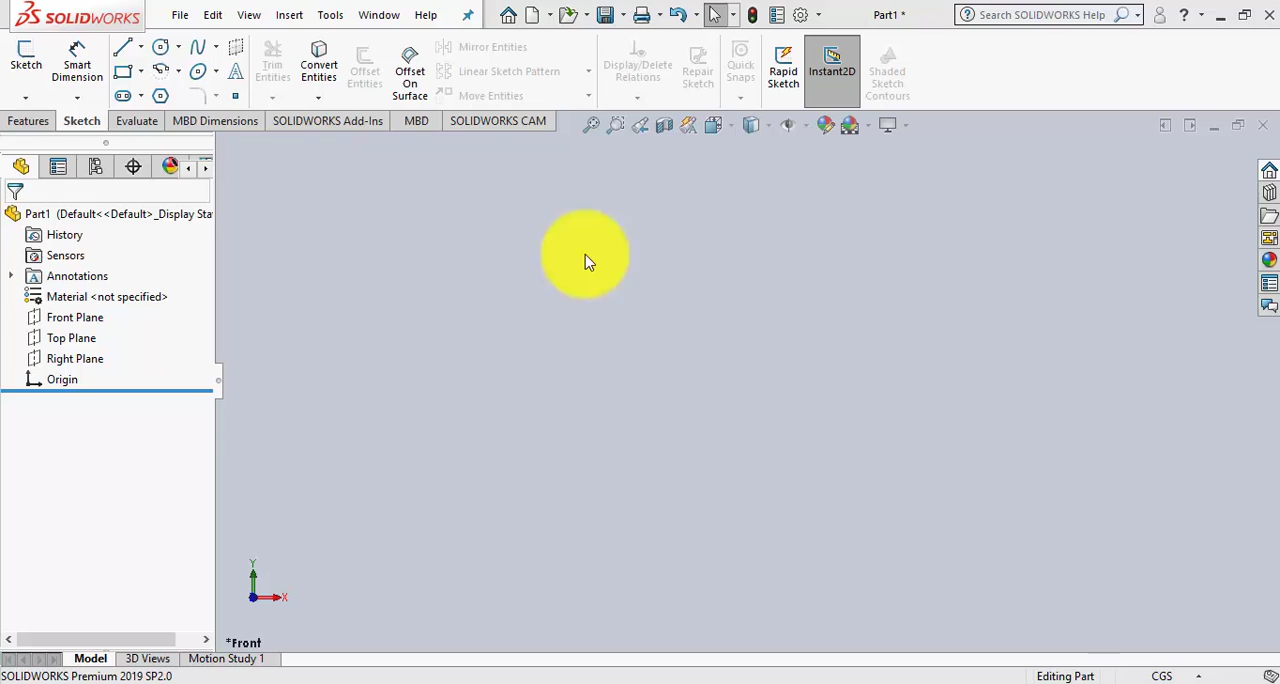 SOLIDWORKS File Edit View Insert Tools Window Help Part1 * Search SOLIDWORKS Help ?
Sketch Smart Dimension Trim Entities Convert Entities Offset Entities Offset On Surface Mirror Entities Linear Sketch Pattern Move Entities Display/Delete Relations Repair Sketch Quick Snaps Rapid Sketch Instant2D Shaded Sketch Contours
Features Sketch Evaluate MBD Dimensions SOLIDWORKS Add-Ins MBD SOLIDWORKS CAM
Part1 (Default<<Default>_Display Sta
History
Sensors
Annotations
Material <not specified>
Front Plane
Top Plane
Right Plane
Origin
Y
X
*Front
Model 3D Views Motion Study 1
SOLIDWORKS Premium 2019 SP2.0 Editing Part CGS